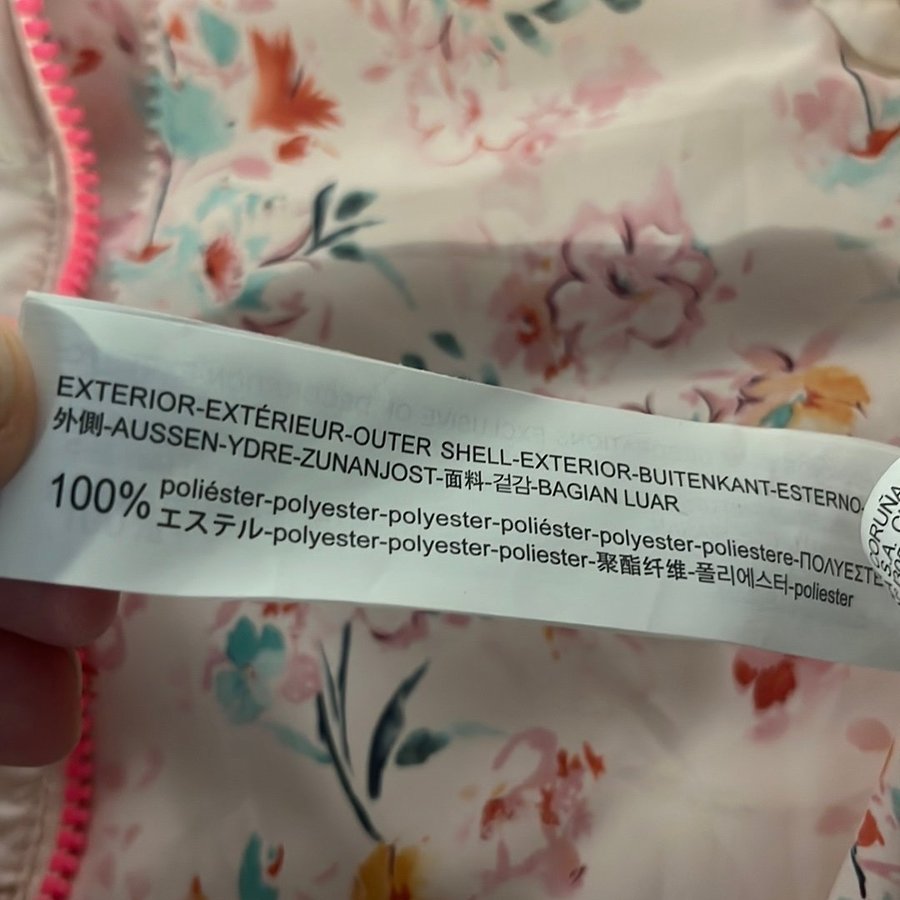 EXTERIOR-EXTÉRIEUR-OUTER SHELL-EXTERIOR-BUITENKANT-ESTERNO-
外側-AUSSEN-YDRE-ZUNANJOST-面料-겉감-BAGIAN LUAR
100% poliéster-polyester-polyester-poliéster-polyester-poliestere-ΠΟΛΥΕΣΤΕ
エステル-polyester-polyester-poliester-聚酯纤维-폴리에스터-poliester
CORUÑA
S.A.